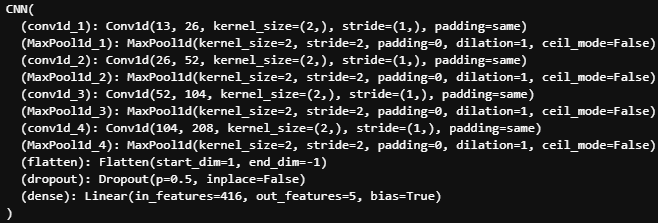 CNN(
(conv1d_1): Conv1d(13, 26, kernel_size=(2,), stride=(1,), padding=same)
(MaxPool1d_1): MaxPool1d(kernel_size=2, stride=2, padding=0, dilation=1, ceil_mode=False)
(conv1d_2): Conv1d(26, 52, kernel_size=(2,), stride=(1,), padding=same)
(MaxPool1d_2): MaxPool1d(kernel_size=2, stride=2, padding=0, dilation=1, ceil_mode=False)
(conv1d_3): Conv1d(52, 104, kernel_size=(2,), stride=(1,), padding=same)
(MaxPool1d_3): MaxPool1d(kernel_size=2, stride=2, padding=0, dilation=1, ceil_mode=False)
(conv1d_4): Conv1d(104, 208, kernel_size=(2,), stride=(1,), padding=same)
(MaxPool1d_4): MaxPool1d(kernel_size=2, stride=2, padding=0, dilation=1, ceil_mode=False)
(flatten): Flatten(start_dim=1, end_dim=-1)
(dropout): Dropout(p=0.5, inplace=False)
(dense): Linear(in_features=416, out_features=5, bias=True)
)